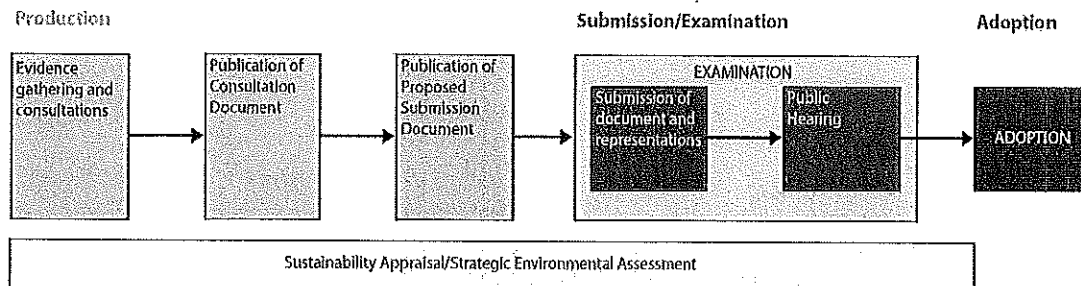 Production
Submission/Examination
Adoption
Evidence
gathering and
consultations
Publication of
Consultation
Document
Publication of
Proposed
Submission
Document
EXAMINATION
Submission of
document and
representations
Public
Hearing
ADOPTION
Sustainability Appraisal/Strategic Environmental Assessment